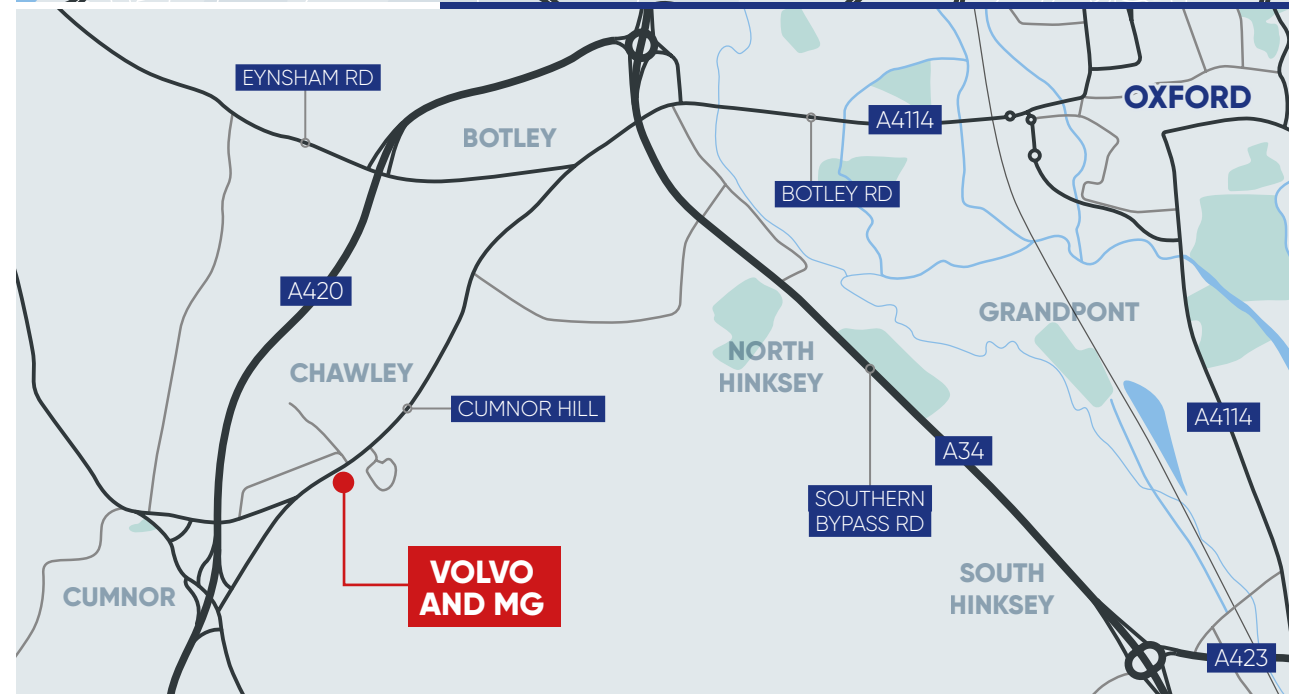 EYNSHAM RD
OXFORD
A4114
BOTLEY
BOTLEY RD
A420
GRANDPONT
NORTH
HINKSEY
CHAWLEY
CUMNOR HILL
A4114
A34
SOUTHERN
BYPASS RD
VOLVO
AND MG
SOUTH
HINKSEY
CUMNOR
A423